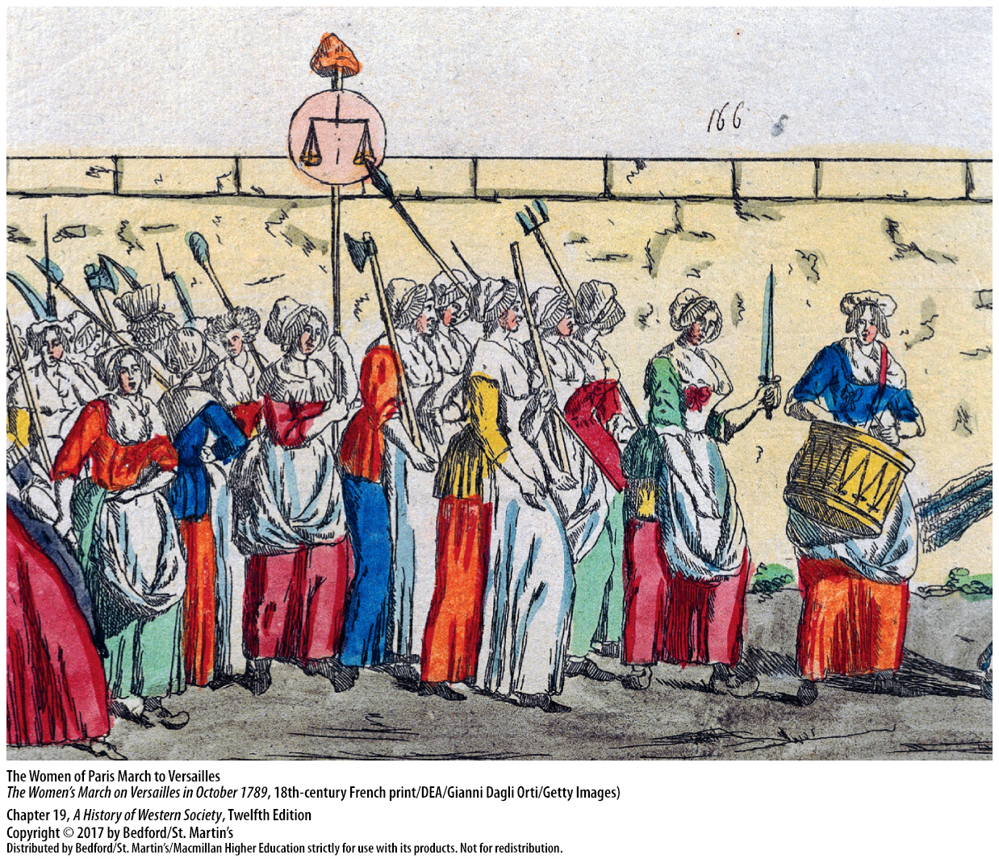 166
The Women of Paris March to Versailles
The Women's March on Versailles in October 1789, 18th-century French print/DEA/Gianni Dagli Orti/Getty Images)
Chapter 19, A History of Western Society, Twelfth Edition
Copyright © 2017 by Bedford/St. Martin's
Distributed by Bedford/St. Martin's/Macmillan Higher Education strictly for use with its products. Not for redistribution.